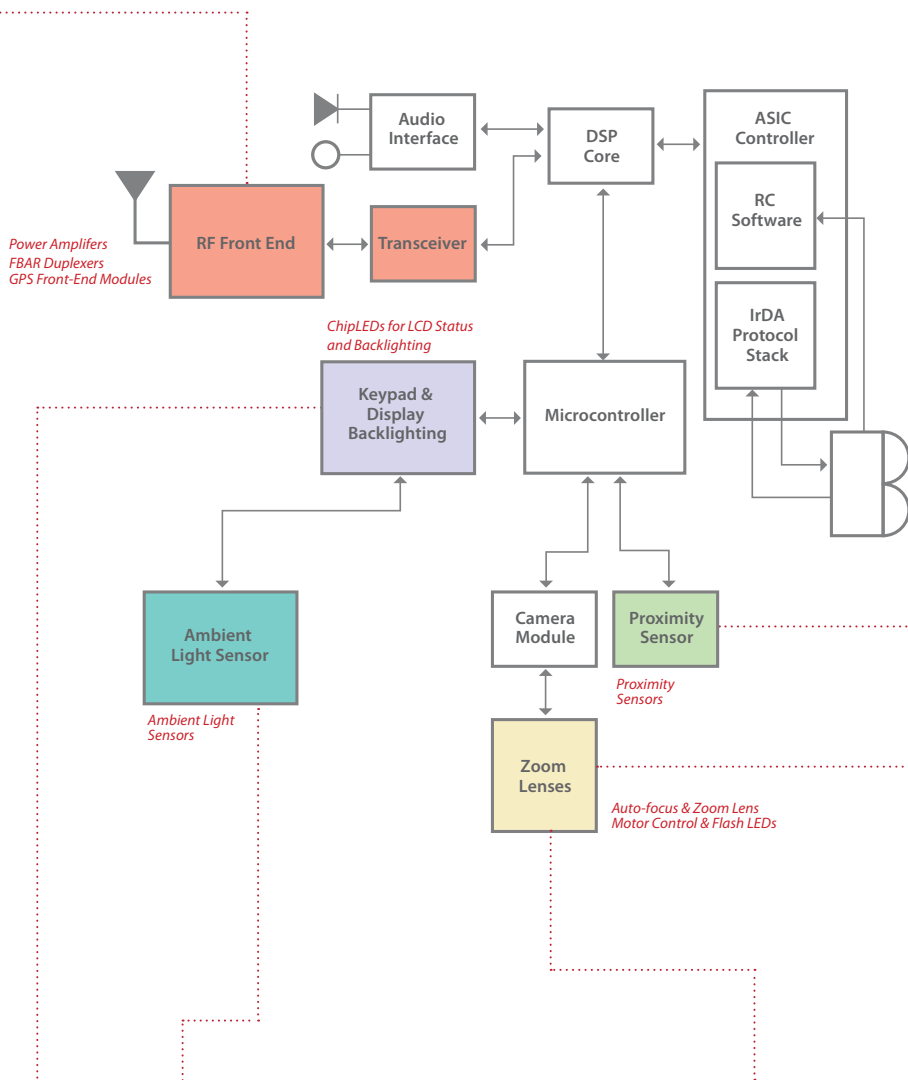 Audio
Interface
DSP
Core
ASIC
Controller
RC
Software
RF Front End
Transceiver
Power Amplifers
FBAR Duplexers
GPS Front-End Modules
IrDA
Protocol
Stack
ChipLEDs for LCD Status
and Backlighting
Keypad &
Display
Backlighting
Microcontroller
Ambient
Light Sensor
Camera
Module
Proximity
Sensor
Proximity
Sensors
Ambient Light
Sensors
Zoom
Lenses
Auto-focus & Zoom Lens
Motor Control & Flash LEDs